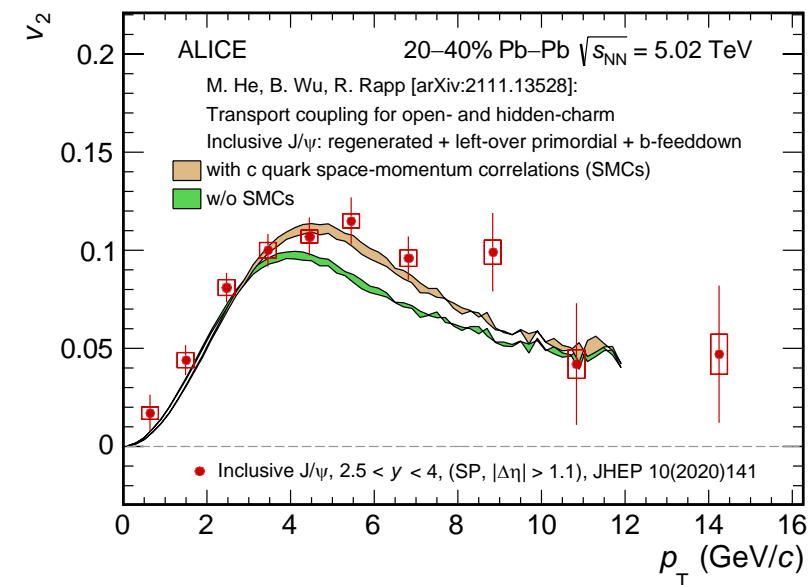 v₂
ALICE 20–40% Pb–Pb √sNN = 5.02 TeV
0.2
M. He, B. Wu, R. Rapp [arXiv:2111.13528]:
Transport coupling for open- and hidden-charm
Inclusive J/ψ: regenerated + left-over primordial + b-feeddown
0.15
with c quark space-momentum correlations (SMCs)
w/o SMCs
0.1
0.05
0
Inclusive J/ψ, 2.5 < y < 4, (SP, |Δη| > 1.1), JHEP 10(2020)141
0 2 4 6 8 10 12 14 16
pT (GeV/c)